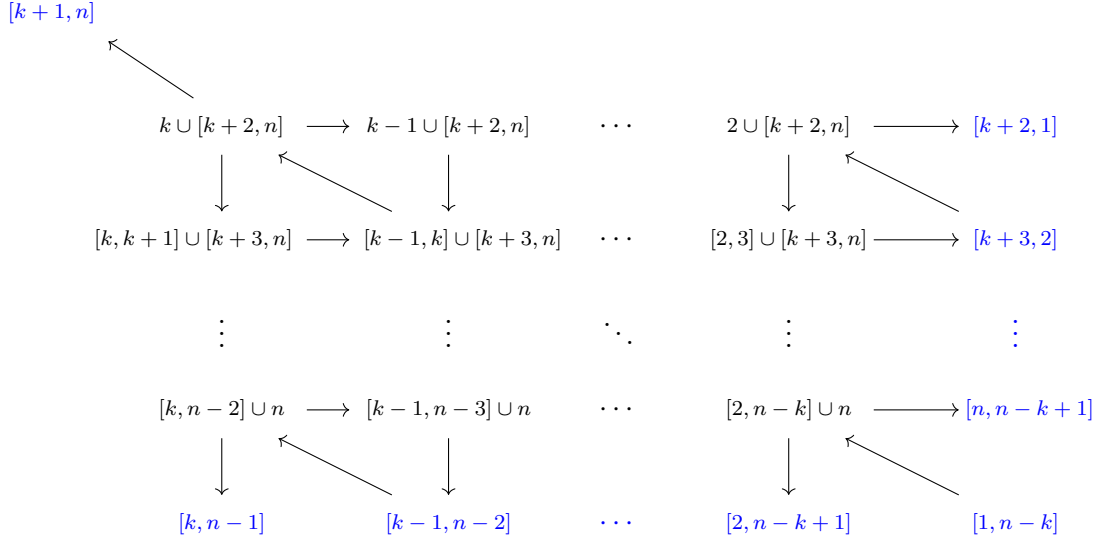 [k + 1, n]
k ∪ [k + 2, n] k − 1 ∪ [k + 2, n] ⋯ 2 ∪ [k + 2, n] [k + 2, 1]
[k, k + 1] ∪ [k + 3, n] [k − 1, k] ∪ [k + 3, n] ⋯ [2, 3] ∪ [k + 3, n] [k + 3, 2]
⋮ ⋮ ⋱ ⋮ ⋮
[k, n − 2] ∪ n [k − 1, n − 3] ∪ n ⋯ [2, n − k] ∪ n [n, n − k + 1]
[k, n − 1] [k − 1, n − 2] ⋯ [2, n − k + 1] [1, n − k]